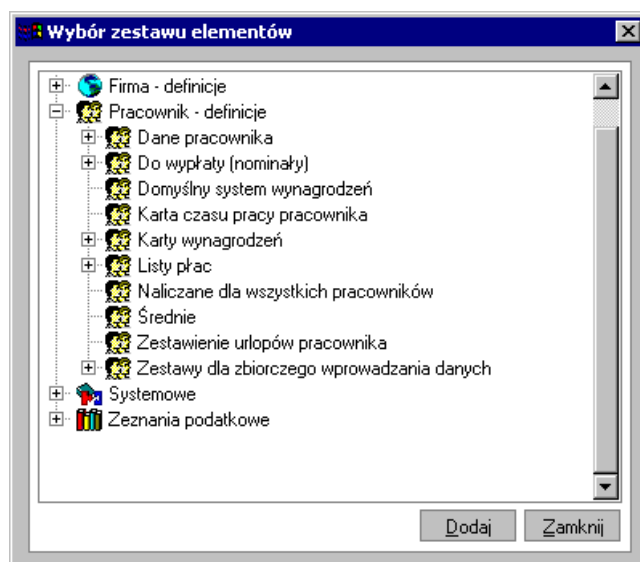 Wybór zestawu elementów
Firma - definicje
Pracownik - definicje
Dane pracownika
Do wypłaty (nominały)
Domyślny system wynagrodzeń
Karta czasu pracy pracownika
Karty wynagrodzeń
Listy płac
Naliczane dla wszystkich pracowników
Średnie
Zestawienie urlopów pracownika
Zestawy dla zbiorczego wprowadzania danych
Systemowe
Zeznania podatkowe
Dodaj Zamknij